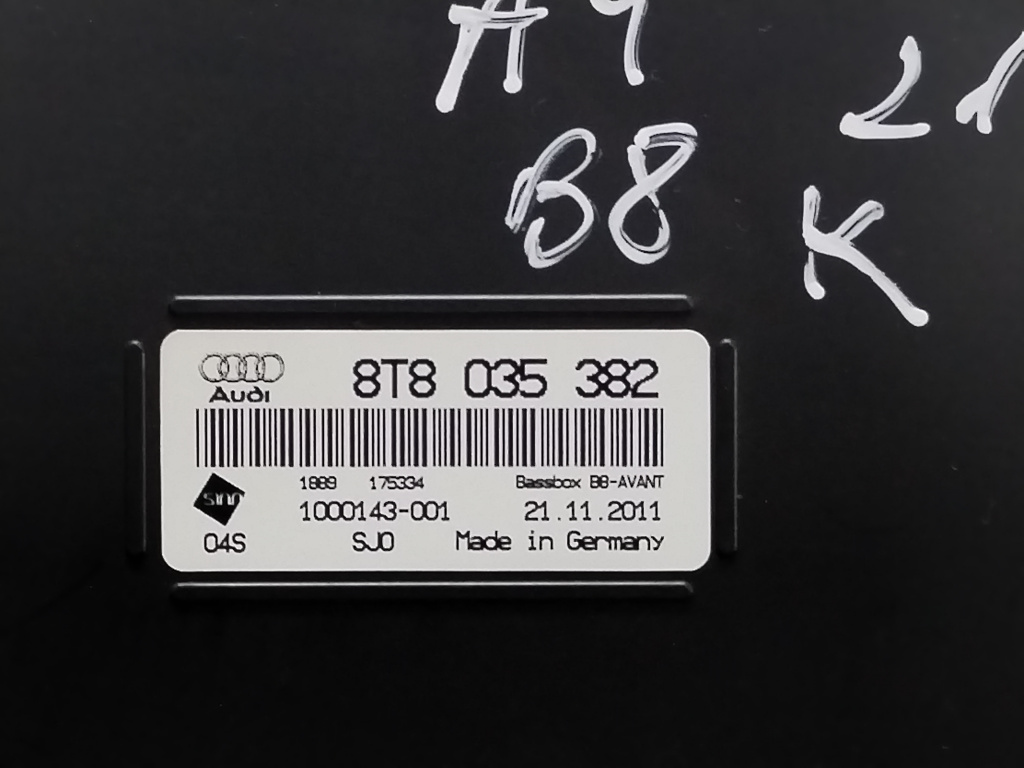 A4
21
B8
K
Audi
8T8 035 382
1889 175334 Bassbox B8-AVANT
sinn
1000143-001 21.11.2011
04S SJ0 Made in Germany